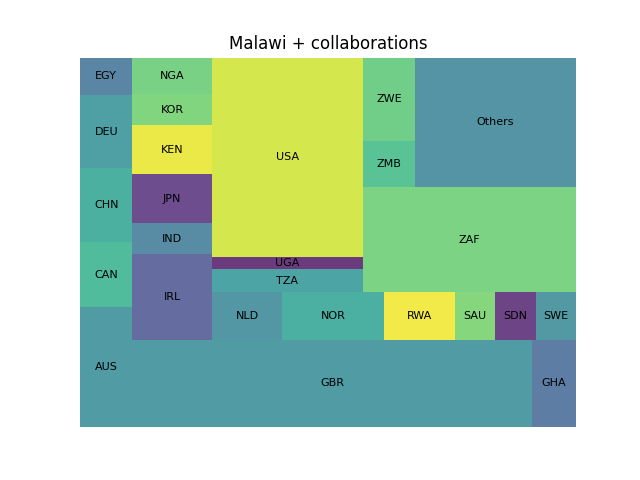 Malawi + collaborations
EGY
NGA
USA
ZWE
Others
KOR
DEU
KEN
ZMB
JPN
CHN
IND
ZAF
UGA
CAN
TZA
IRL
NLD
NOR
RWA
SAU
SDN
SWE
AUS
GBR
GHA